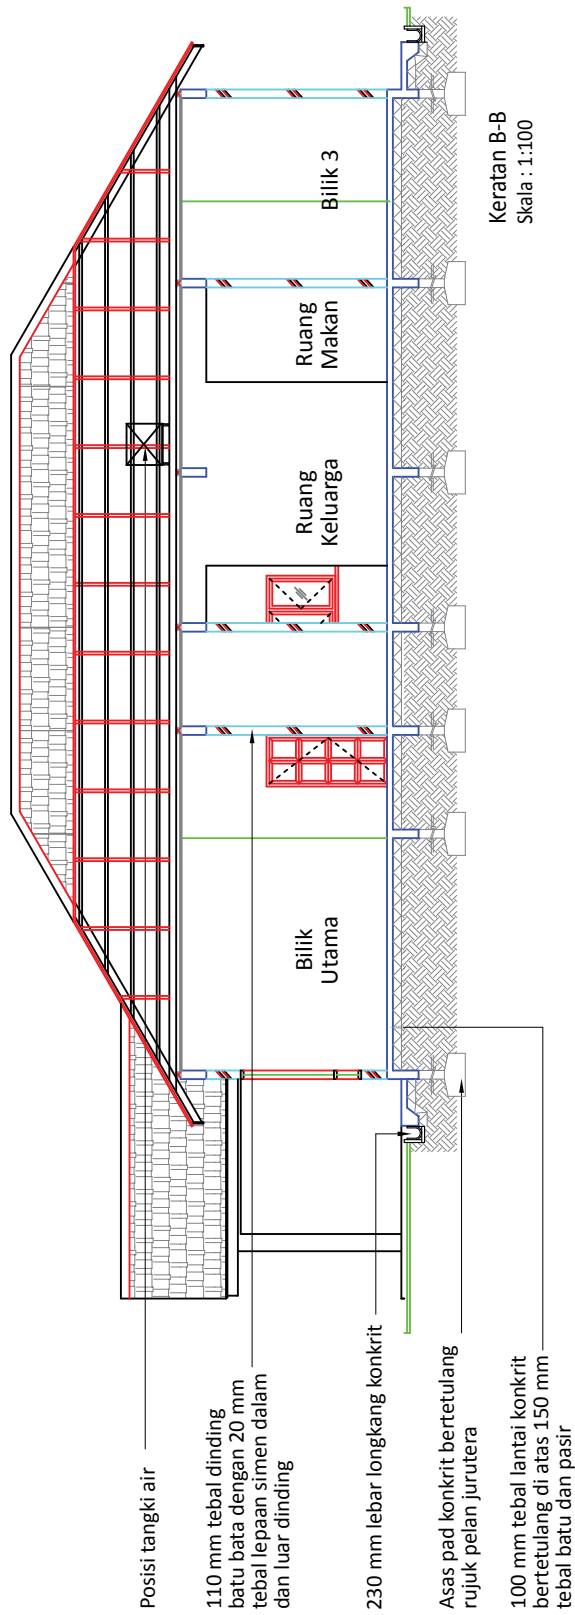 Posisi tangki air
110 mm tebal dinding
batu bata dengan 20 mm
tebal lepaan simen dalam
dan luar dinding
230 mm lebar longkang konkrit
Asas pad konkrit bertetulang
rujuk pelan jurutera
100 mm tebal lantai konkrit
bertetulang di atas 150 mm
tebal batu dan pasir
Bilik
Utama
Ruang
Keluarga
Ruang
Makan
Bilik 3
Keratan B-B
Skala : 1:100